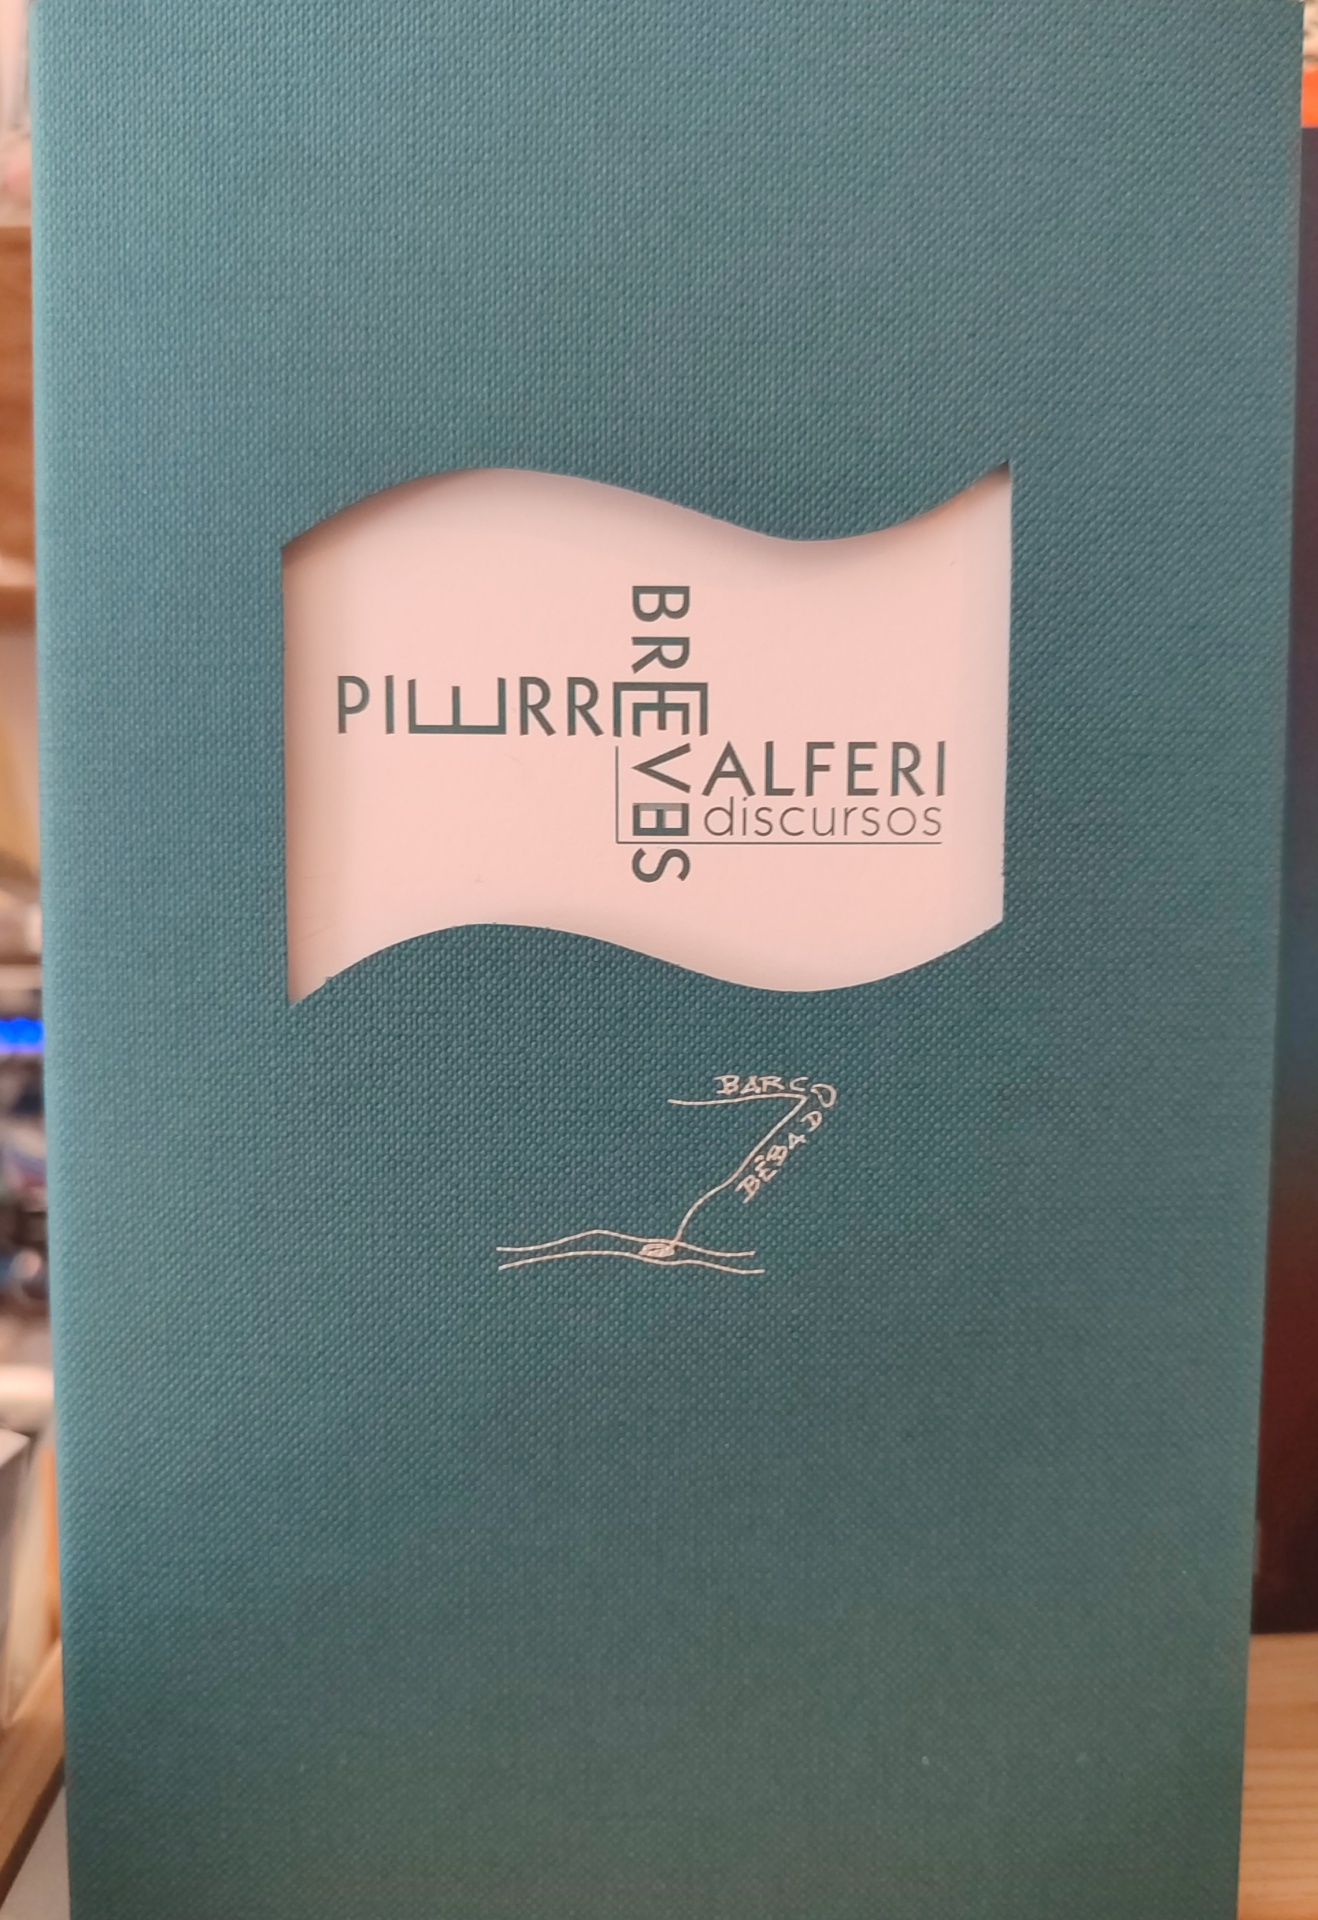 BREVES
PIERRE
ALFERI
discursos
BARCO
BÊBADO